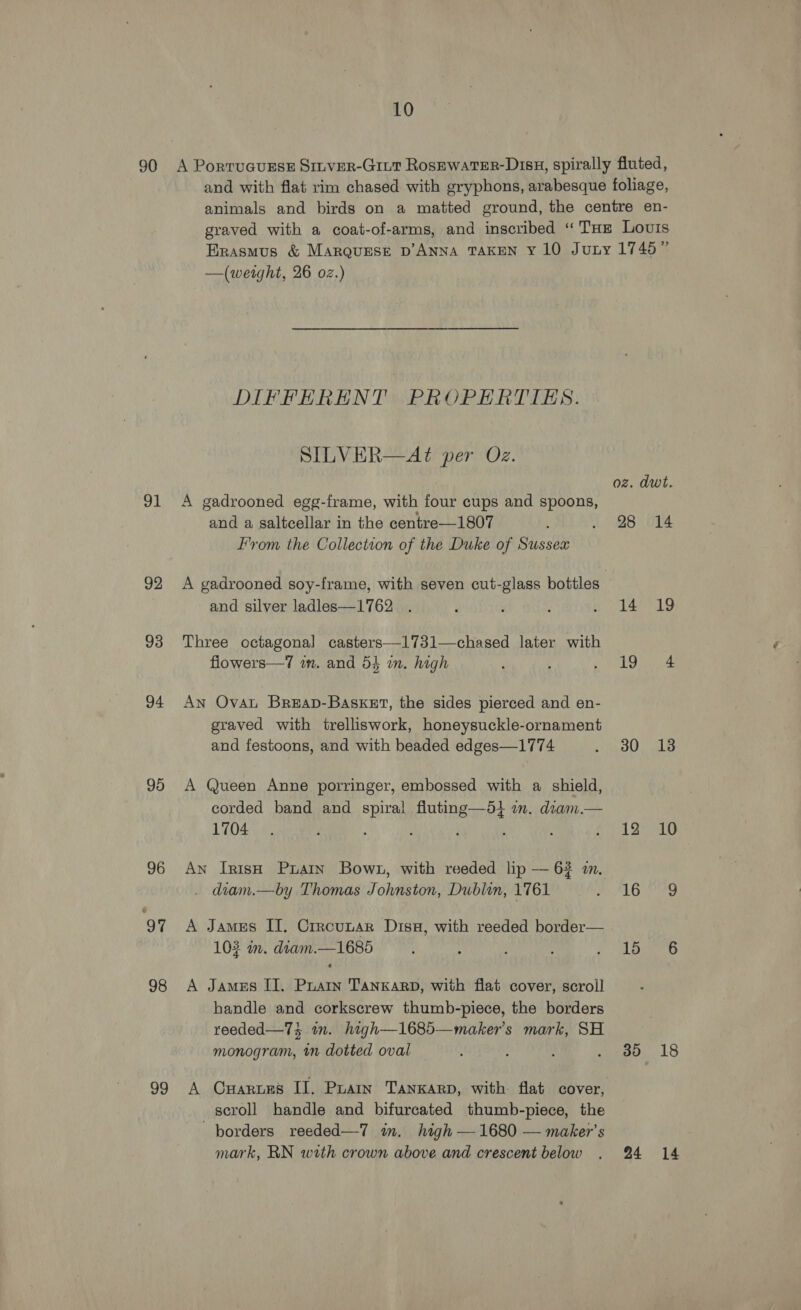 10
90 A Portuguese Silver-Gilt Rosewater-Dish, spirally fluted,
and with flat rim chased with gryphons, arabesque foliage,
animals and birds on a matted ground, the centre en-
graved with a coat-of-arms, and inscribed “The Louis
Erasmus & Marquese d’Anna taken y 10 July 1745”
—(weight, 26 oz.)
DIFFERENT PROPERTIES.
SILVER—At per Oz.
oz. dwt.
91 A gadrooned egg-frame, with four cups and spoons,
and a saltcellar in the centre—1807 . . 28 14
From the Collection of the Duke of Sussex
92 A gadrooned soy-frame, with seven cut-glass bottles
and silver ladles—1762 . . . . . 14 19
93 Three octagonal casters—1731—chased later with
flowers—7 in. and 5½ in. high . . . 19 4
94 An Oval Bread-Basket, the sides pierced and en-
graved with trelliswork, honeysuckle-ornament
and festoons, and with beaded edges—1774 . 30 13
95 A Queen Anne porringer, embossed with a shield,
corded band and spiral fluting—5¼ in. diam.—
1704 . . . . . . . . 12 10
96 An Irish Plain Bowl, with reeded lip—6¾ in.
diam.—by Thomas Johnston, Dublin, 1761 . 16 9
97 A James II. Circular Dish, with reeded border—
10¾ in. diam.—1685 . . . . . 15 6
98 A James II. Plain Tankard, with flat cover, scroll
handle and corkscrew thumb-piece, the borders
reeded—7½ in. high—1685—maker’s mark, SH
monogram, in dotted oval . . . . 35 18
99 A Charles II. Plain Tankard, with flat cover,
scroll handle and bifurcated thumb-piece, the
borders reeded—7 in. high—1680—maker’s
mark, RN with crown above and crescent below . 24 14